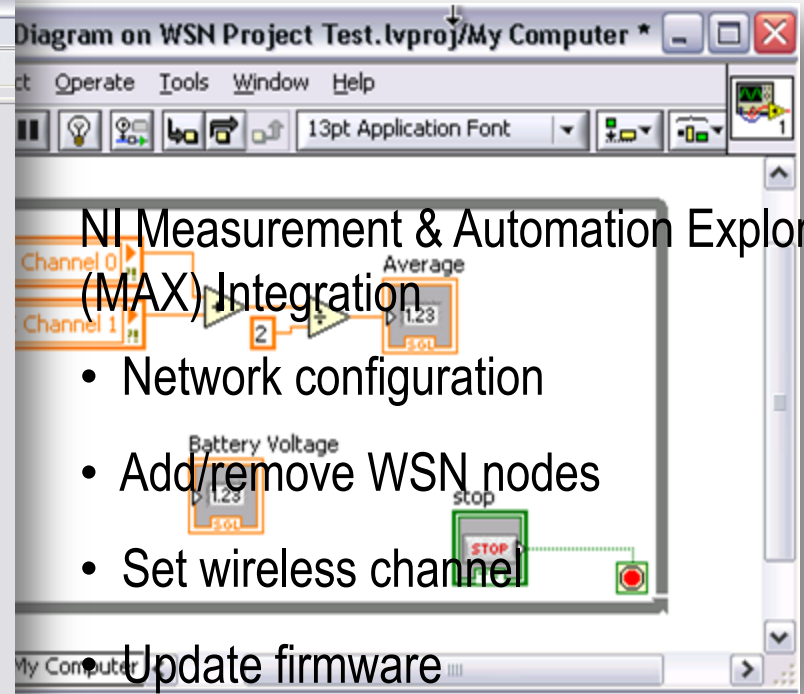 Diagram on WSN Project Test.lvproj/My Computer *
ct Operate Tools Window Help
13pt Application Font
1
NI Measurement & Automation Explor
Channel 0
Average
(MAX) Integration
Channel 1
2
1.23
SGL
• Network configuration
Battery Voltage
• Add/remove WSN nodes
1.23
stop
SGL
STOP
• Set wireless channel
My Computer
• Update firmware